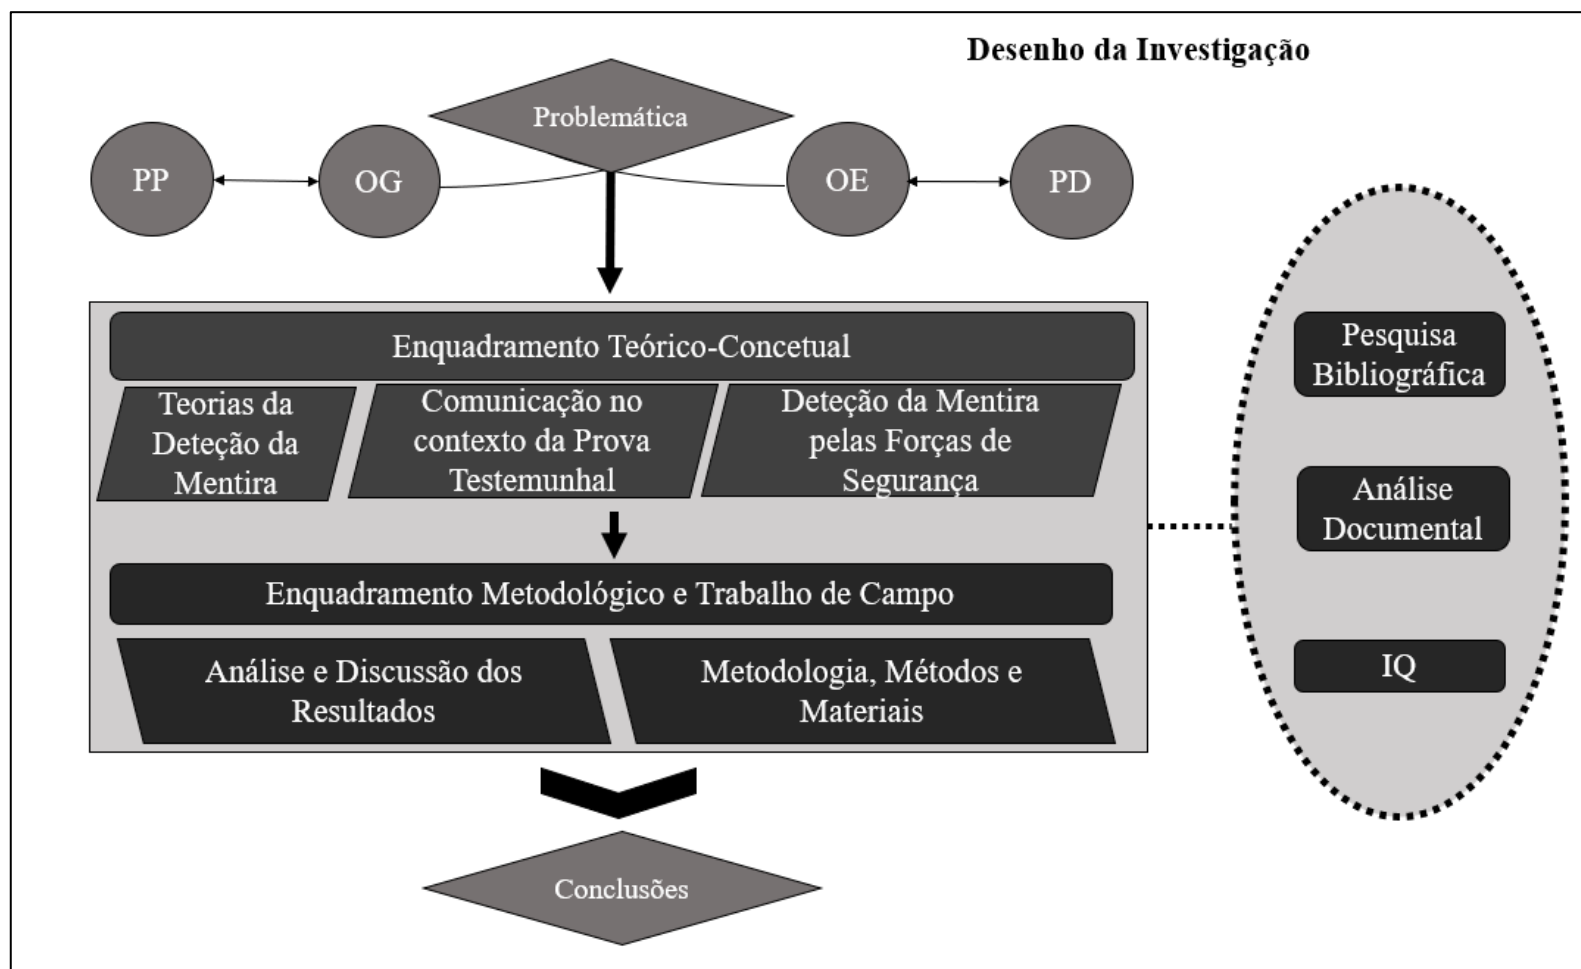 Desenho da Investigação
Problemática
PP
OG
OE
PD
Enquadramento Teórico-Concetual
Teorias da
Deteção da
Mentira
Comunicação no
contexto da Prova
Testemunhal
Deteção da Mentira
pelas Forças de
Segurança
Enquadramento Metodológico e Trabalho de Campo
Análise e Discussão dos
Resultados
Metodologia, Métodos e
Materiais
Conclusões
Pesquisa
Bibliográfica
Análise
Documental
IQ